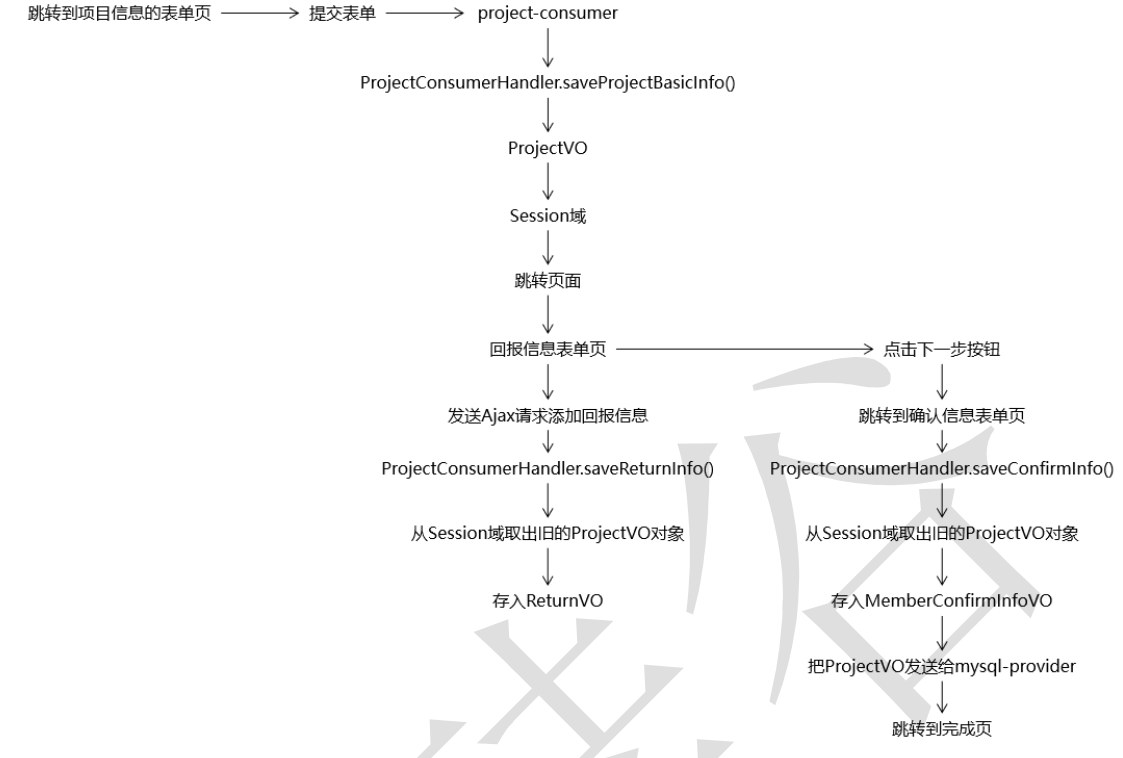 跳转到项目信息的表单页
提交表单
project-consumer
ProjectConsumerHandler.saveProjectBasicInfo()
ProjectVO
Session域
跳转页面
回报信息表单页
点击下一步按钮
发送Ajax请求添加回报信息
跳转到确认信息表单页
ProjectConsumerHandler.saveReturnInfo()
ProjectConsumerHandler.saveConfirmInfo()
从Session域取出旧的ProjectVO对象
从Session域取出旧的ProjectVO对象
存入ReturnVO
存入MemberConfirmInfoVO
把ProjectVO发送给mysql-provider
跳转到完成页